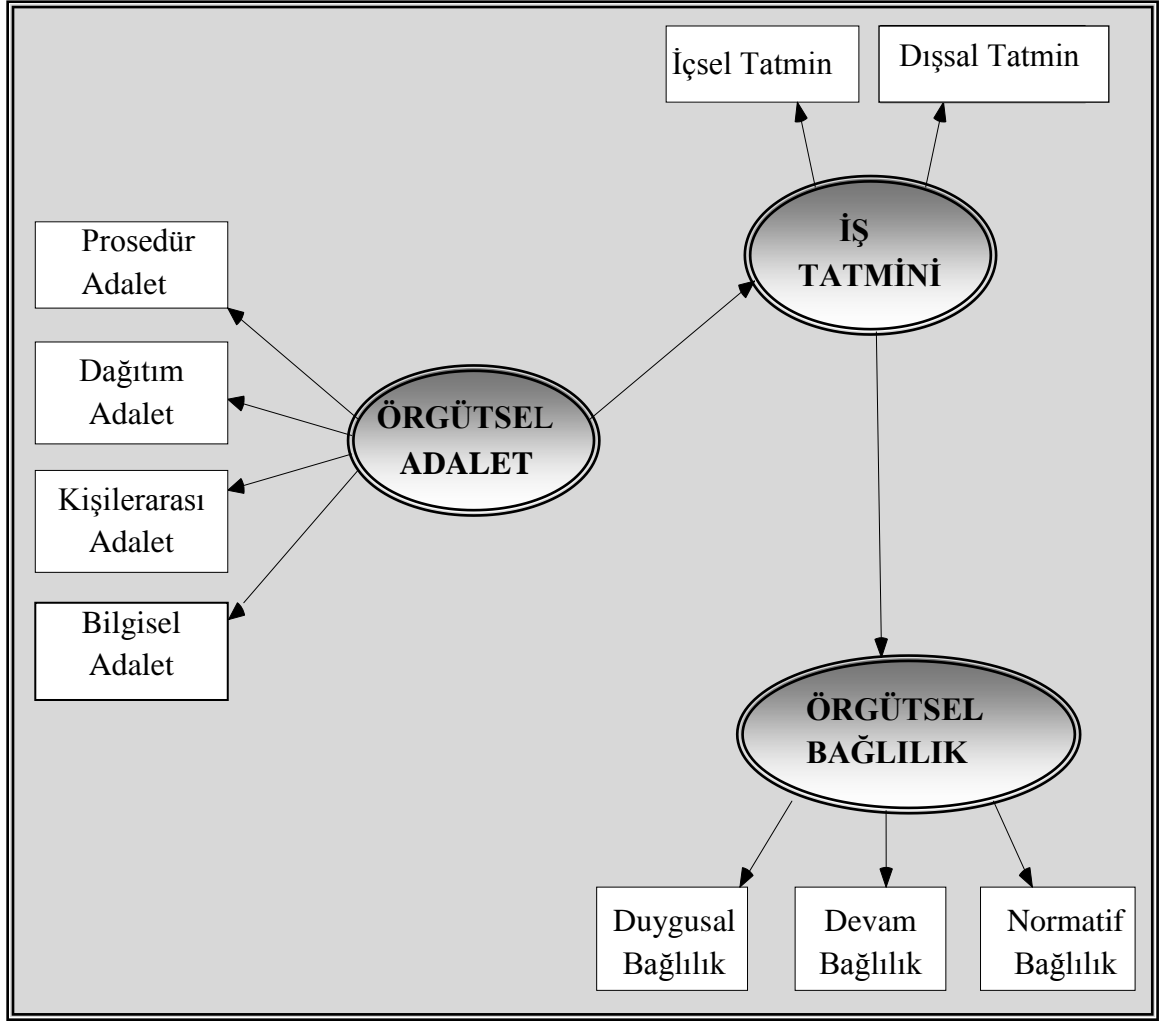 İçsel Tatmin
Dışsal Tatmin
İŞ
TATMİNİ
Prosedür
Adalet
Dağıtım
Adalet
Kişilerarası
Adalet
Bilgisel
Adalet
ÖRGÜTSEL
ADALET
ÖRGÜTSEL
BAĞLILIK
Duygusal
Bağlılık
Devam
Bağlılık
Normatif
Bağlılık